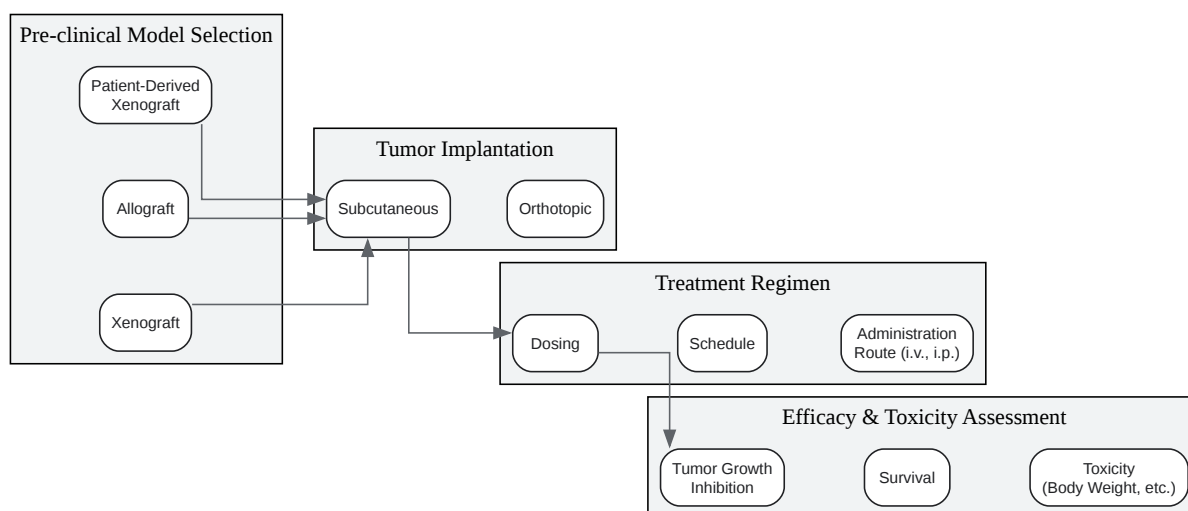 Pre-clinical Model Selection
Patient-Derived
Xenograft
Allograft
Xenograft
Tumor Implantation
Subcutaneous
Orthotopic
Treatment Regimen
Dosing
Schedule
Administration
Route (i.v., i.p.)
Efficacy & Toxicity Assessment
Tumor Growth
Inhibition
Survival
Toxicity
(Body Weight, etc.)